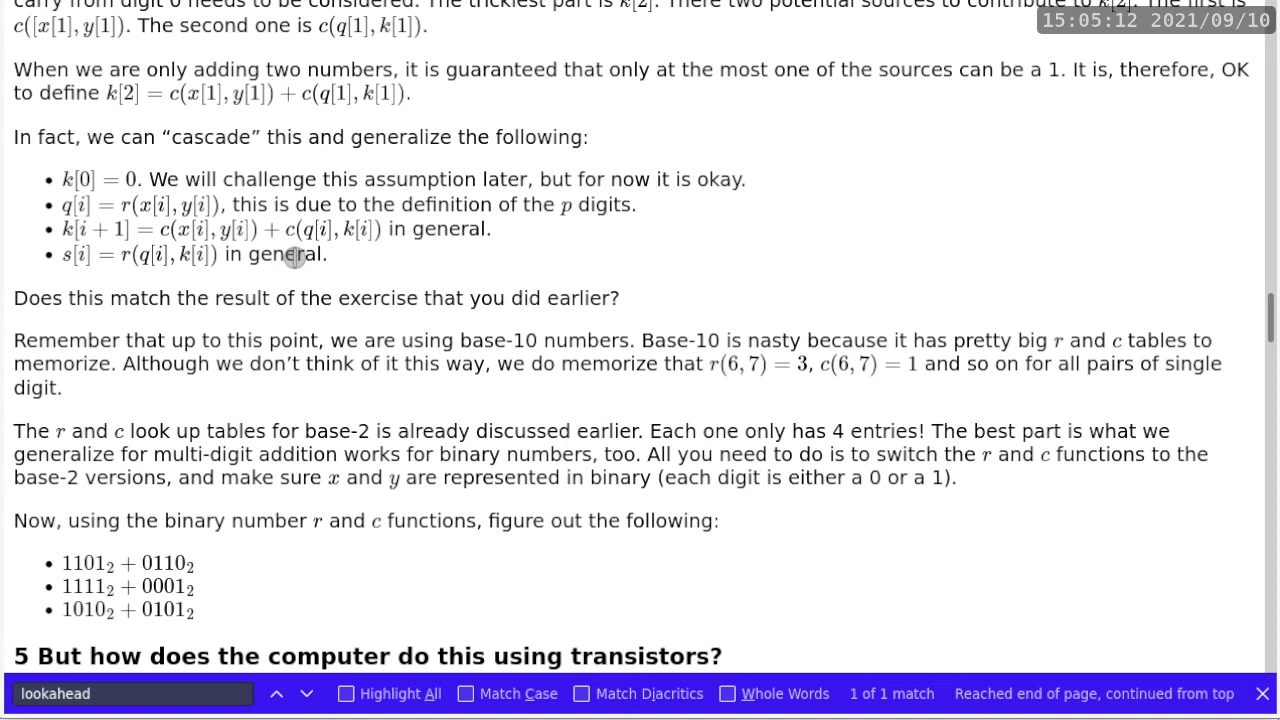 carry from digit 0 needs to be considered. The trickiest part is k[2]. There two potential sources to contribute to k[2]. The first is
15:05:12 2021/09/10
c([x[1], y[1]). The second one is c(q[1], k[1]).
When we are only adding two numbers, it is guaranteed that only at the most one of the sources can be a 1. It is, therefore, OK
to define k[2] = c(x[1], y[1]) + c(q[1], k[1]).
In fact, we can “cascade” this and generalize the following:
• k[0] = 0. We will challenge this assumption later, but for now it is okay.
• q[i] = r(x[i], y[i]), this is due to the definition of the p digits.
• k[i + 1] = c(x[i], y[i]) + c(q[i], k[i]) in general.
• s[i] = r(q[i], k[i]) in general.
Does this match the result of the exercise that you did earlier?
Remember that up to this point, we are using base-10 numbers. Base-10 is nasty because it has pretty big r and c tables to
memorize. Although we don’t think of it this way, we do memorize that r(6, 7) = 3, c(6, 7) = 1 and so on for all pairs of single
digit.
The r and c look up tables for base-2 is already discussed earlier. Each one only has 4 entries! The best part is what we
generalize for multi-digit addition works for binary numbers, too. All you need to do is to switch the r and c functions to the
base-2 versions, and make sure x and y are represented in binary (each digit is either a 0 or a 1).
Now, using the binary number r and c functions, figure out the following:
• 1101₂ + 0110₂
• 1111₂ + 0001₂
• 1010₂ + 0101₂
5 But how does the computer do this using transistors?
lookahead Highlight All Match Case Match Diacritics Whole Words 1 of 1 match Reached end of page, continued from top